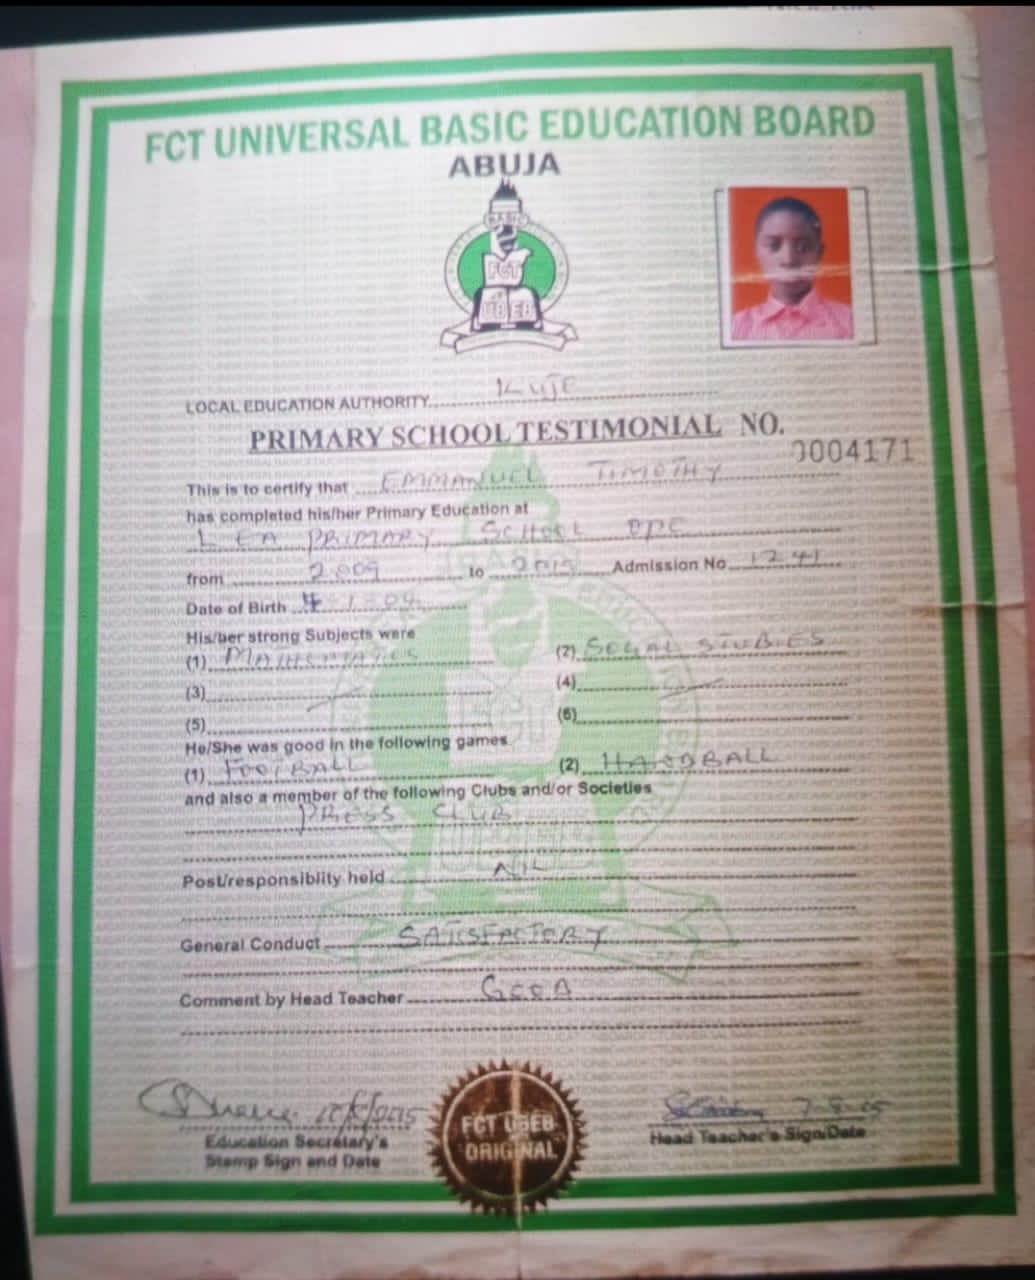 FCT UNIVERSAL BASIC EDUCATION BOARD
ABUJA
BASIC
FCT
UBEB
LOCAL EDUCATION AUTHORITY KUJE
PRIMARY SCHOOL TESTIMONIAL NO.
0004171
This is to certify that EMMANUEL TIMOTHY
has completed his/her Primary Education at
L E A PRIMARY SCHOOL
from 2009 to Admission No. 1241
Date of Birth
His/her strong Subjects were
(1) MATHEMATICS (2) SOCIAL STUDIES
(3) (4)
(5) (6)
He/She was good in the following games
(1) FOOTBALL (2) HANDBALL
and also a member of the following Clubs and/or Societies
PRESS CLUB
Post/responsiblity held NIL
General Conduct SATISFACTORY
Comment by Head Teacher GOOD
Education Secretary's
Stamp Sign and Date
FCT UBEB
ORIGINAL
Head Teacher's Sign/Date